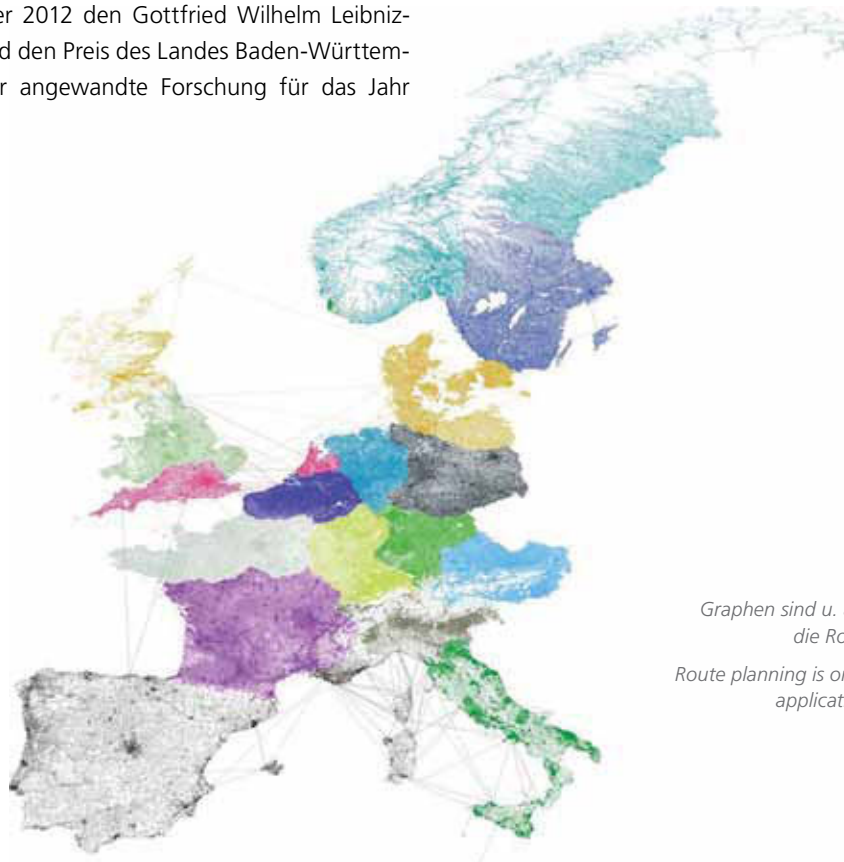 er 2012 den Gottfried Wilhelm Leibniz-
d den Preis des Landes Baden-Württem-
r angewandte Forschung für das Jahr
Graphen sind u.
die Ro
Route planning is o
applicat